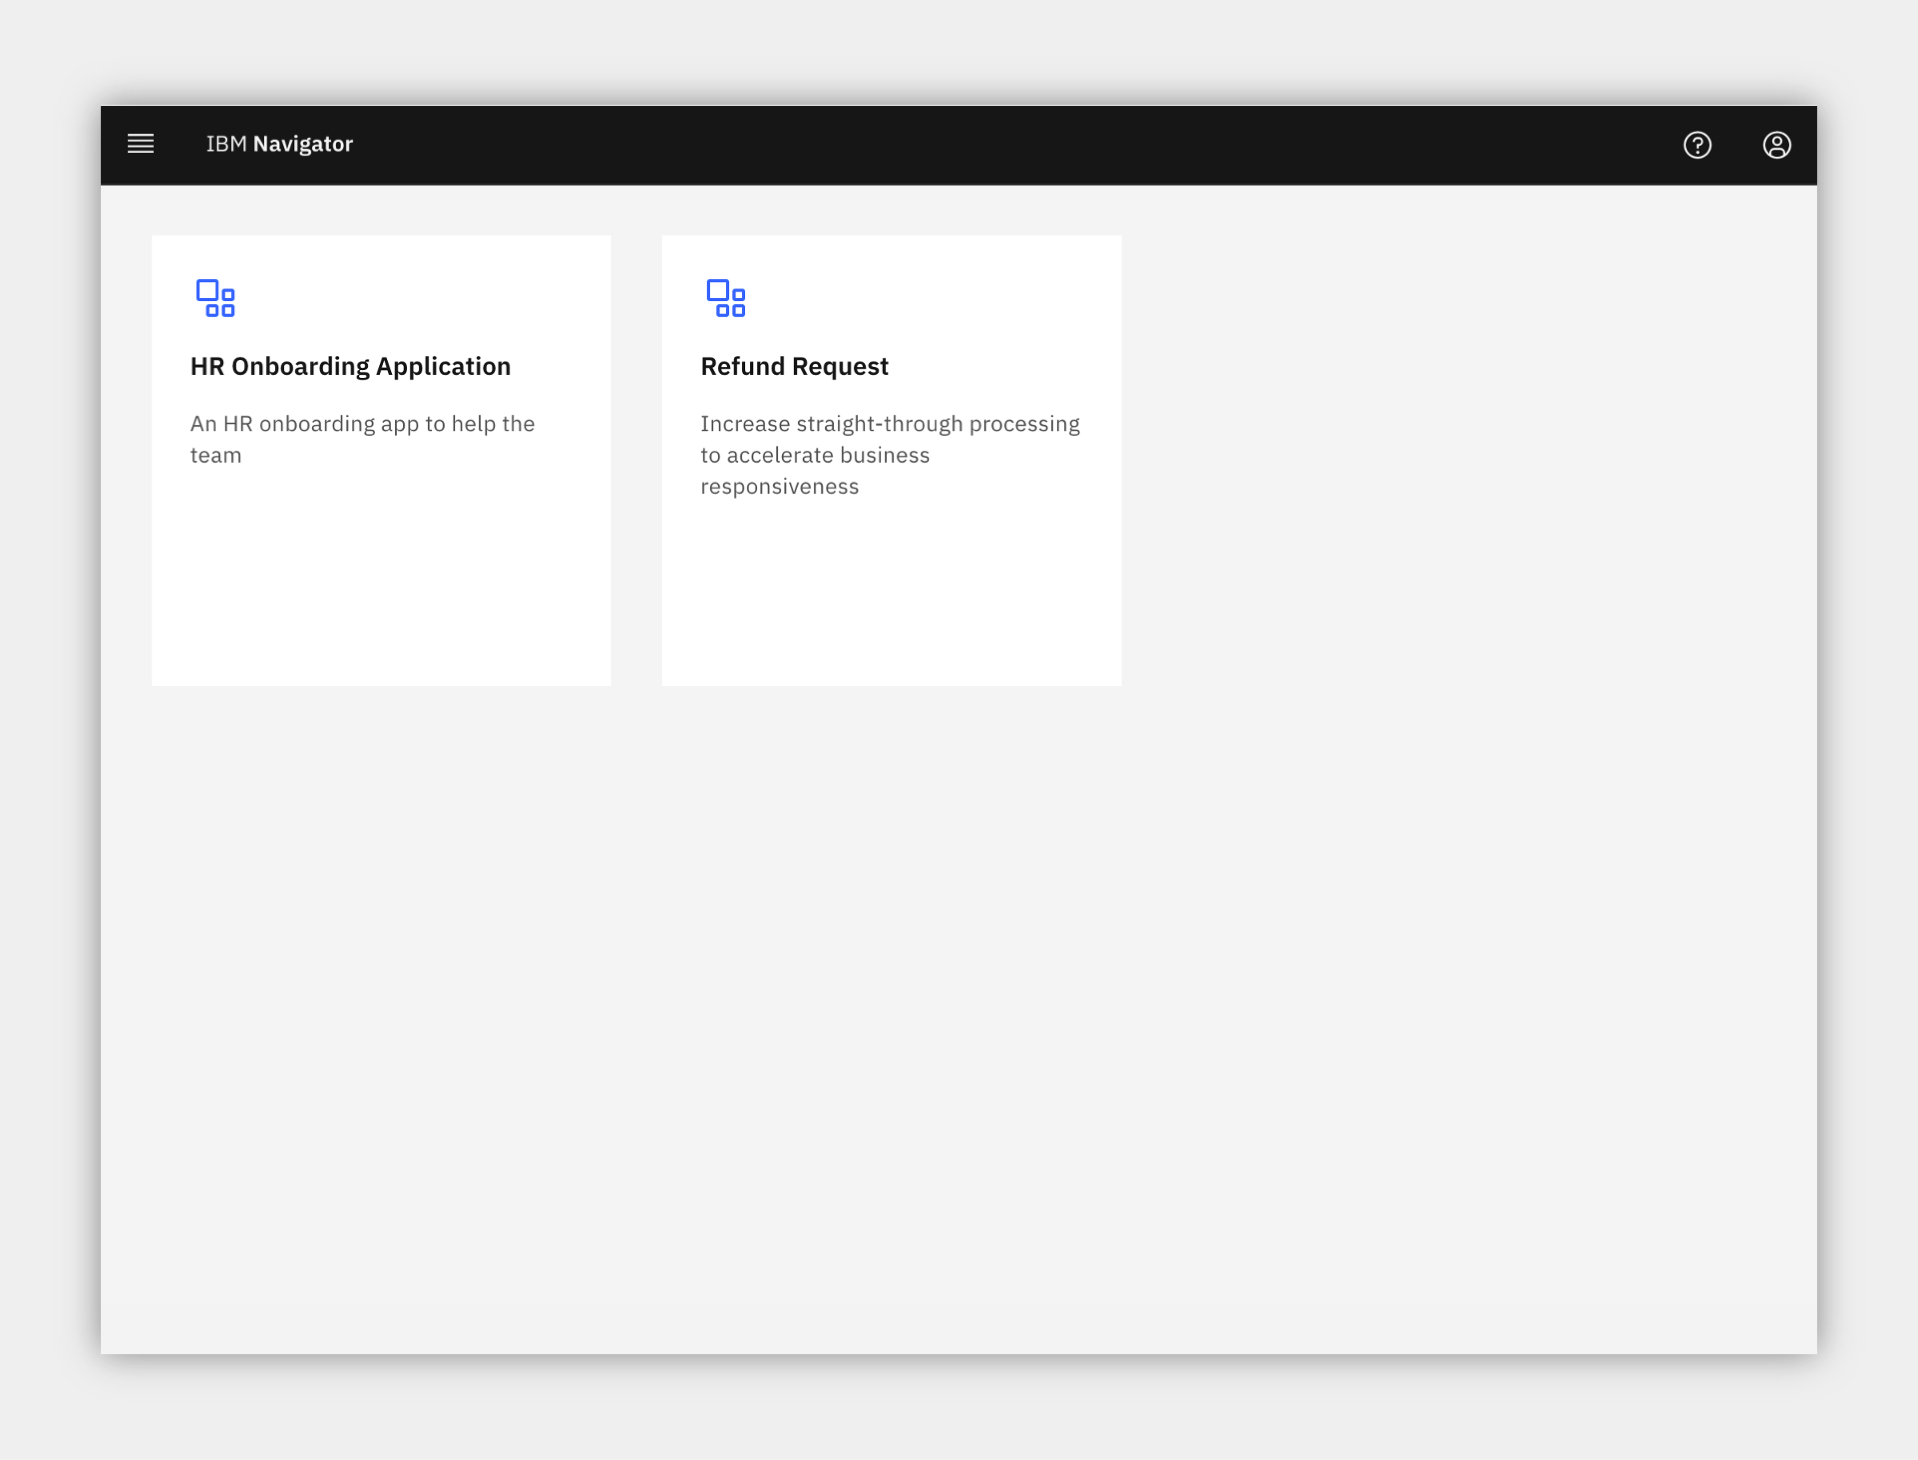 IBM Navigator
HR Onboarding Application
An HR onboarding app to help the
team
Refund Request
Increase straight-through processing
to accelerate business
responsiveness